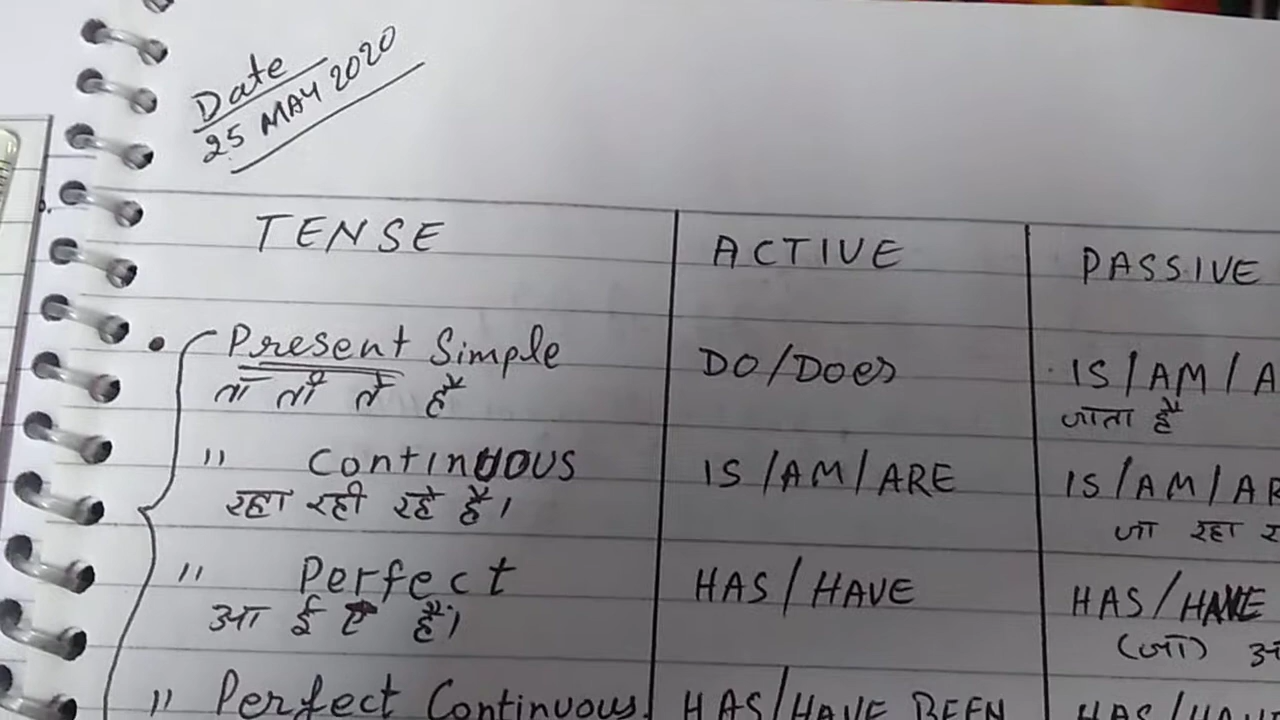 Date
25 MAY 2020
TENSE ACTIVE PASSIVE
Present Simple DO/DOES IS/AM/A
ता ती ते हैं जाता हैं
" CONTINUOUS IS/AM/ARE IS/AM/AR
रहा रही रहे हैं। जा रहा र
" Perfect HAS/HAVE HAS/HAVE
आ ई ए हैं। (जा)
" Perfect Continuous HAS/HAVE BEEN HAS/